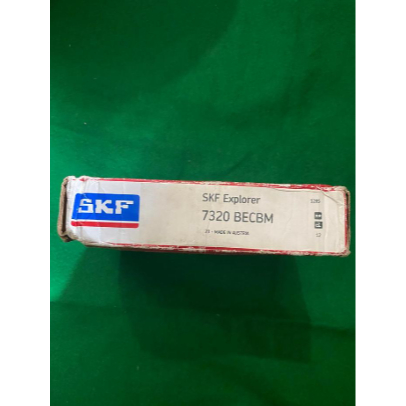 SKF
SKF Explorer
7320 BECBM
MADE IN AUSTRIA